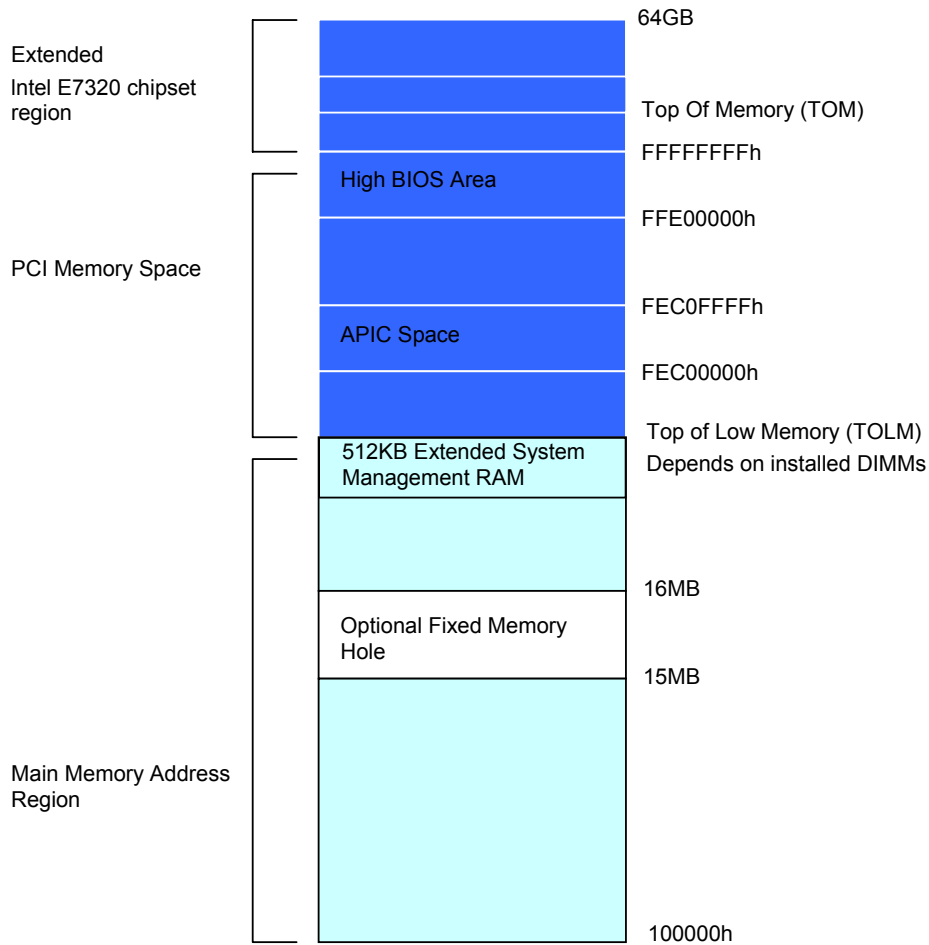 64GB
Extended
Intel E7320 chipset
region
Top Of Memory (TOM)
FFFFFFFFh
High BIOS Area
FFE00000h
PCI Memory Space
FEC0FFFFh
APIC Space
FEC00000h
Top of Low Memory (TOLM)
Depends on installed DIMMs
512KB Extended System
Management RAM
16MB
Optional Fixed Memory
Hole
15MB
Main Memory Address
Region
100000h